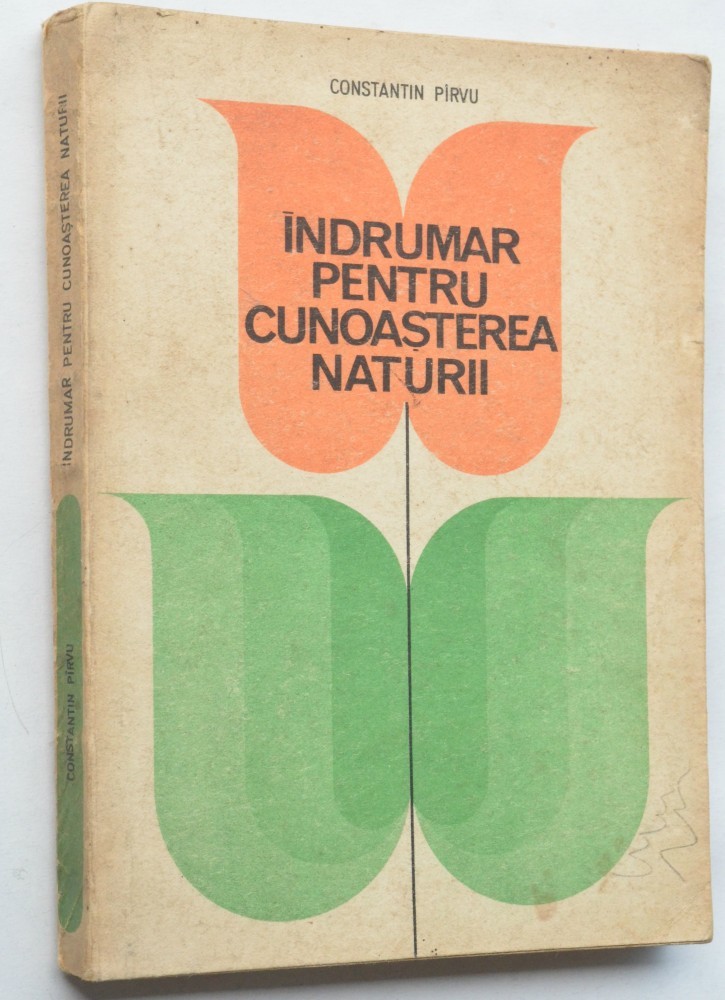 CONSTANTIN PÎRVU
ÎNDRUMAR
PENTRU
CUNOAȘTEREA
NATURII
ÎNDRUMAR PENTRU CUNOAȘTEREA NATURII
CONSTANTIN PÎRVU